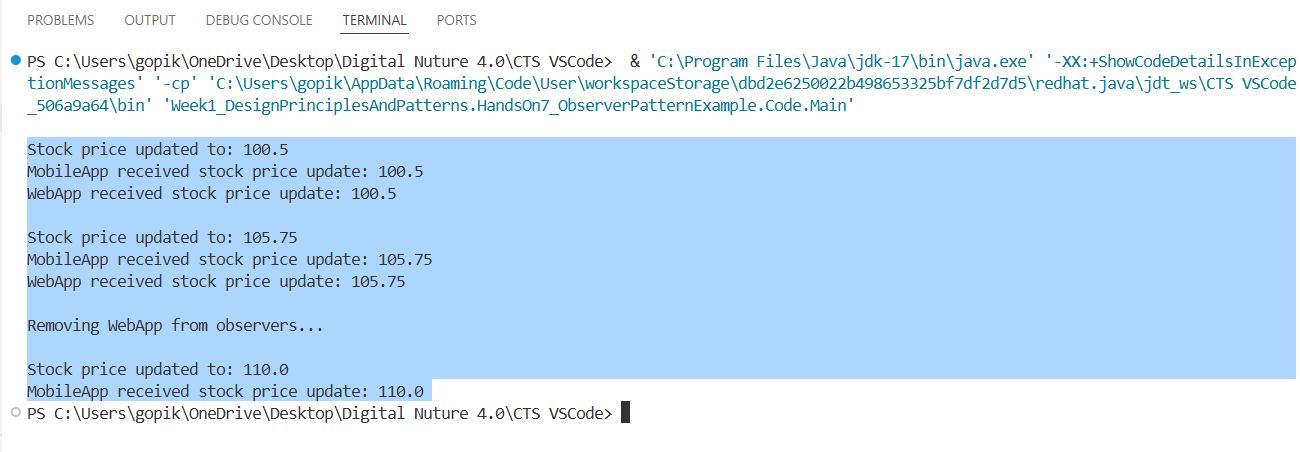 PROBLEMS OUTPUT DEBUG CONSOLE TERMINAL PORTS
PS C:\Users\gopik\OneDrive\Desktop\Digital Nuture 4.0\CTS VSCode>  & 'C:\Program Files\Java\jdk-17\bin\java.exe' '-XX:+ShowCodeDetailsInExcep
tionMessages' '-cp' 'C:\Users\gopik\AppData\Roaming\Code\User\workspaceStorage\dbd2e6250022b498653325bf7df2d7d5\redhat.java\jdt_ws\CTS VSCode
_506a9a64\bin' 'Week1_DesignPrinciplesAndPatterns.HandsOn7_ObserverPatternExample.Code.Main'
Stock price updated to: 100.5
MobileApp received stock price update: 100.5
WebApp received stock price update: 100.5
Stock price updated to: 105.75
MobileApp received stock price update: 105.75
WebApp received stock price update: 105.75
Removing WebApp from observers...
Stock price updated to: 110.0
MobileApp received stock price update: 110.0
PS C:\Users\gopik\OneDrive\Desktop\Digital Nuture 4.0\CTS VSCode>